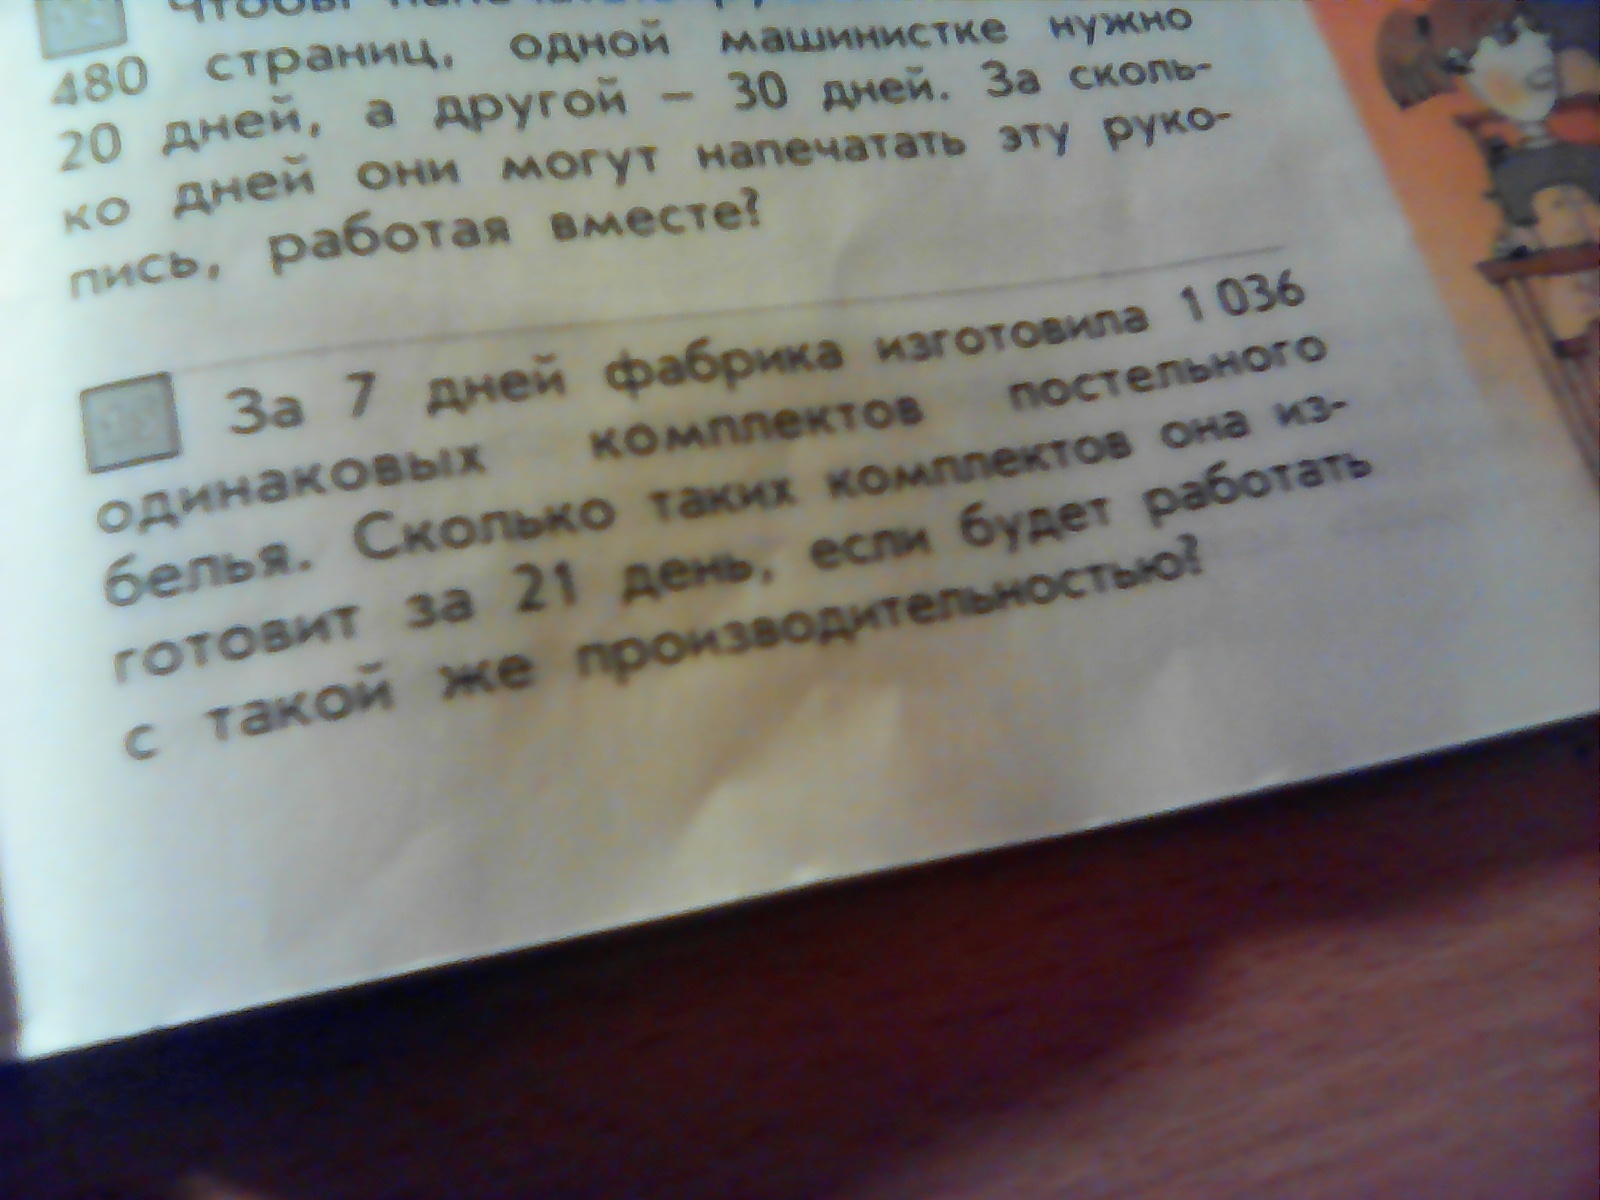 Чтобы
480 страниц, одной машинистке нужно
20 дней, а другой – 30 дней. За сколь-
ко дней они могут напечатать эту руко-
пись, работая вместе?
За 7 дней фабрика изготовила 1 036
одинаковых комплектов постельного
белья. Сколько таких комплектов она из-
готовит за 21 день, если будет работать
с такой же производительностью?